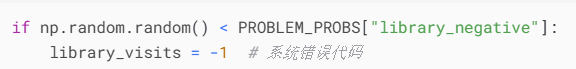 if np.random.random() < PROBLEM_PROBS["library_negative"]:
    library_visits = -1  # 系统错误代码